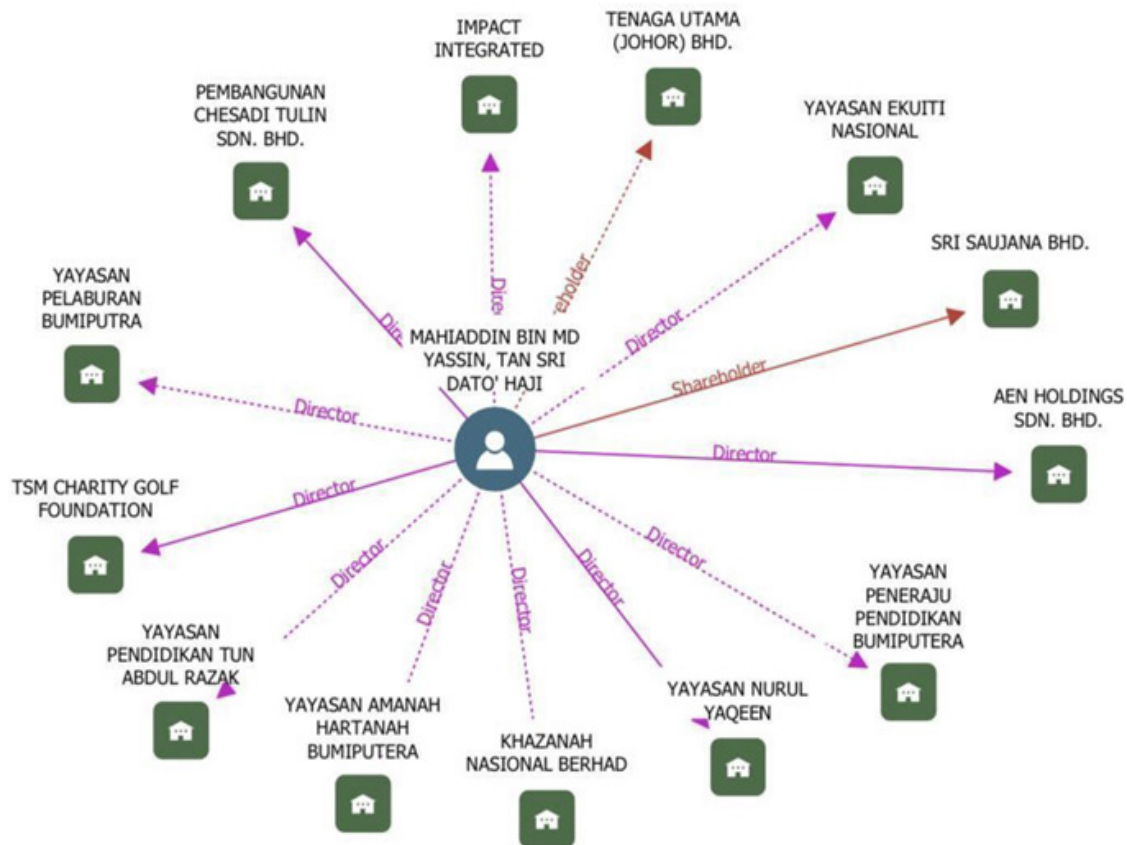 IMPACT
INTEGRATED
TENAGA UTAMA
(JOHOR) BHD.
PEMBANGUNAN
CHESADI TULIN
SDN. BHD.
YAYASAN EKUITI
NASIONAL
SRI SAUJANA BHD.
YAYASAN
PELABURAN
BUMIPUTRA
Dire
eholder
Director
Dire
MAHIADDIN BIN MD
YASSIN, TAN SRI
DATO' HAJI
Shareholder
AEN HOLDINGS
SDN. BHD.
Director
Director
TSM CHARITY GOLF
FOUNDATION
Director
Director
Director
Director
Director
Director
YAYASAN
PENERAJU
PENDIDIKAN
BUMIPUTERA
YAYASAN
PENDIDIKAN TUN
ABDUL RAZAK
YAYASAN AMANAH
HARTANAH
BUMIPUTERA
KHAZANAH
NASIONAL BERHAD
YAYASAN NURUL
YAQEEN